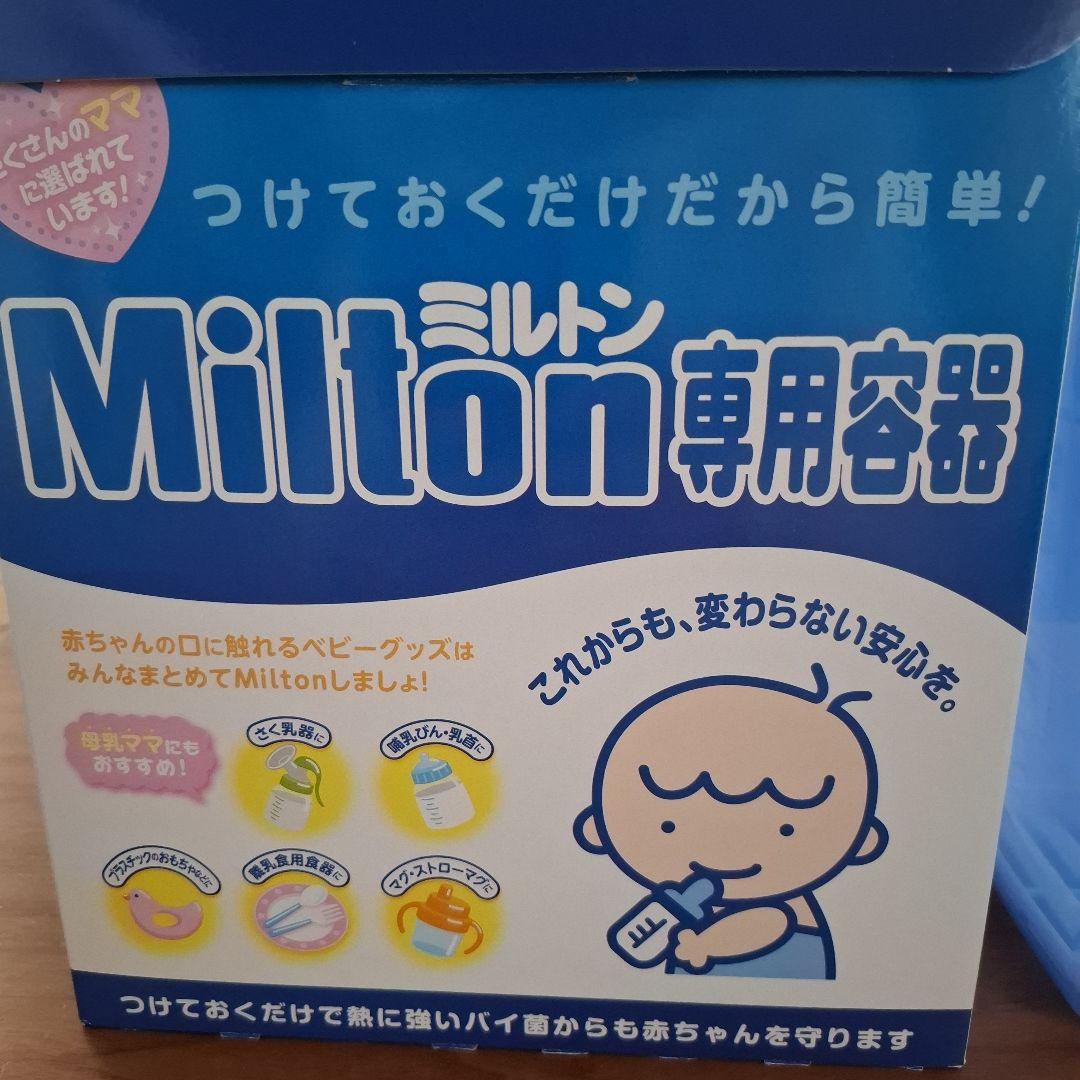 たくさんのママ
に選ばれて
います!
つけておくだけだから簡単!
Milton
ミルトン
専用容器
これからも、変わらない安心を。
赤ちゃんの口に触れるベビーグッズは
みんなまとめてMiltonしましょ!
母乳ママにも
おすすめ!
さく乳器に
哺乳びん・乳首に
プラスチックのおもちゃなどに
離乳食用食器に
マグ・ストローマグに
つけておくだけで熱に強いバイ菌からも赤ちゃんを守ります